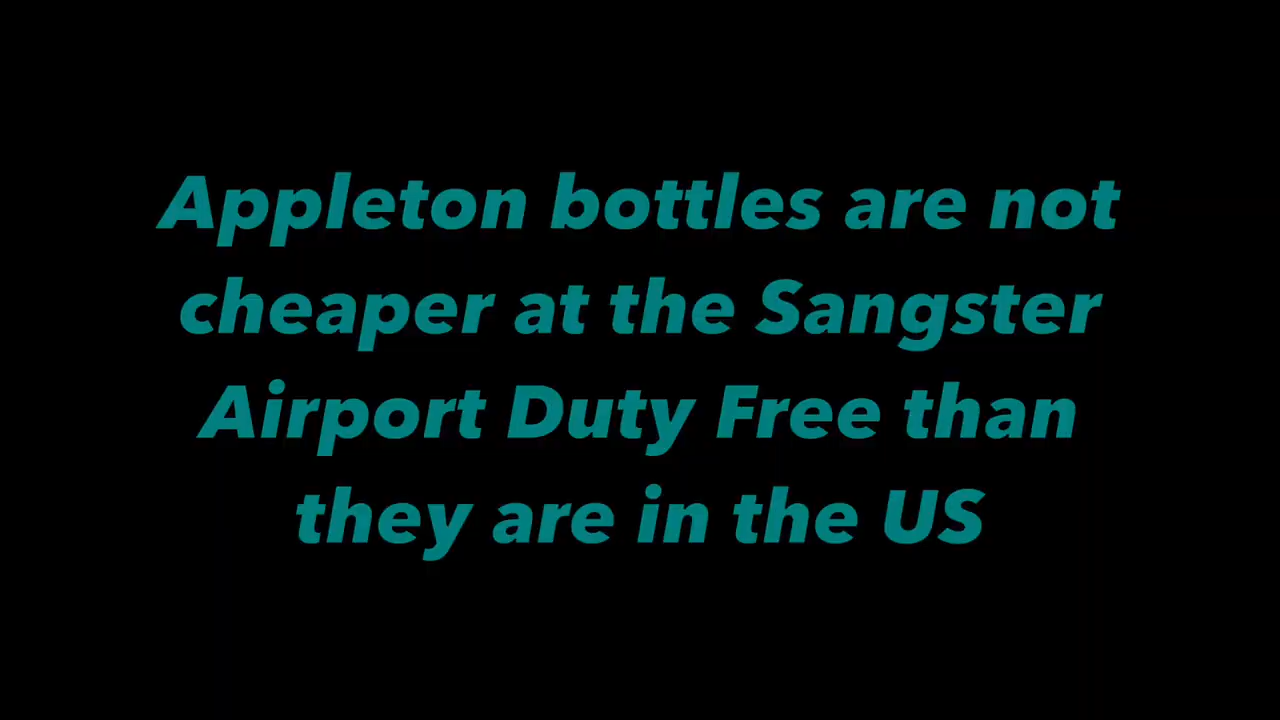 Appleton bottles are not
cheaper at the Sangster
Airport Duty Free than
they are in the US